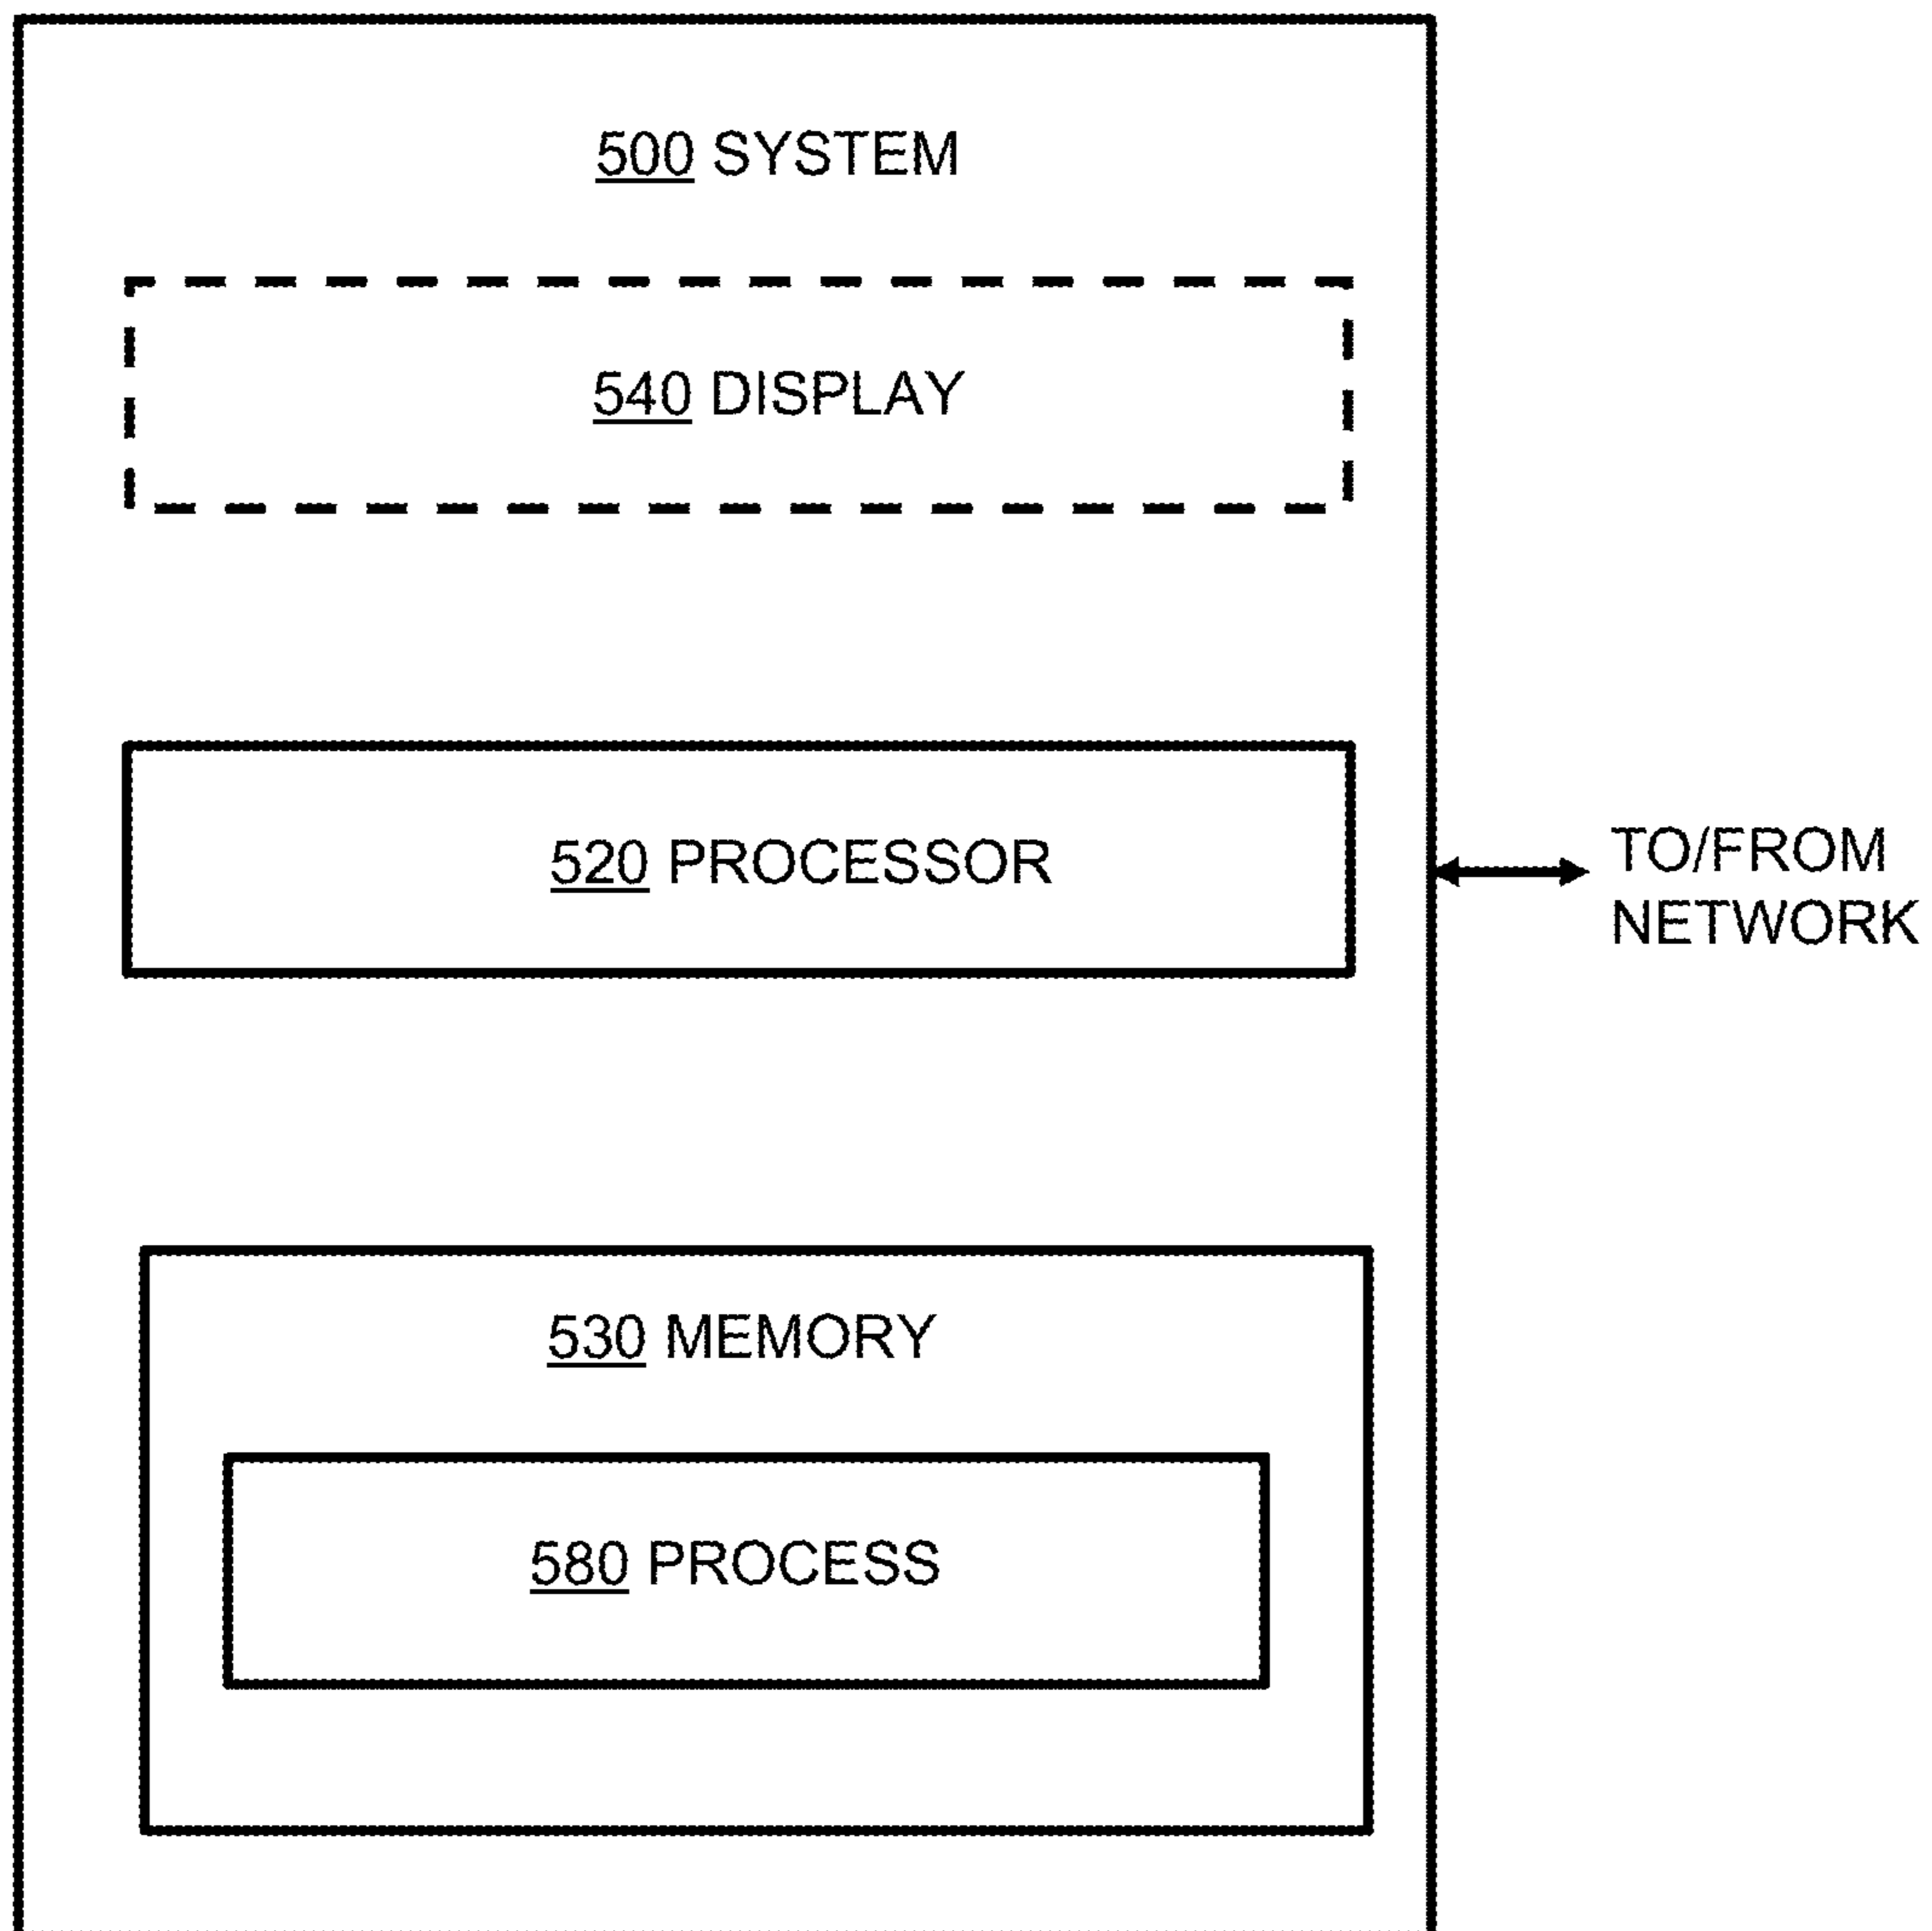 500 SYSTEM
540 DISPLAY
520 PROCESSOR
TO/FROM
NETWORK
530 MEMORY
580 PROCESS